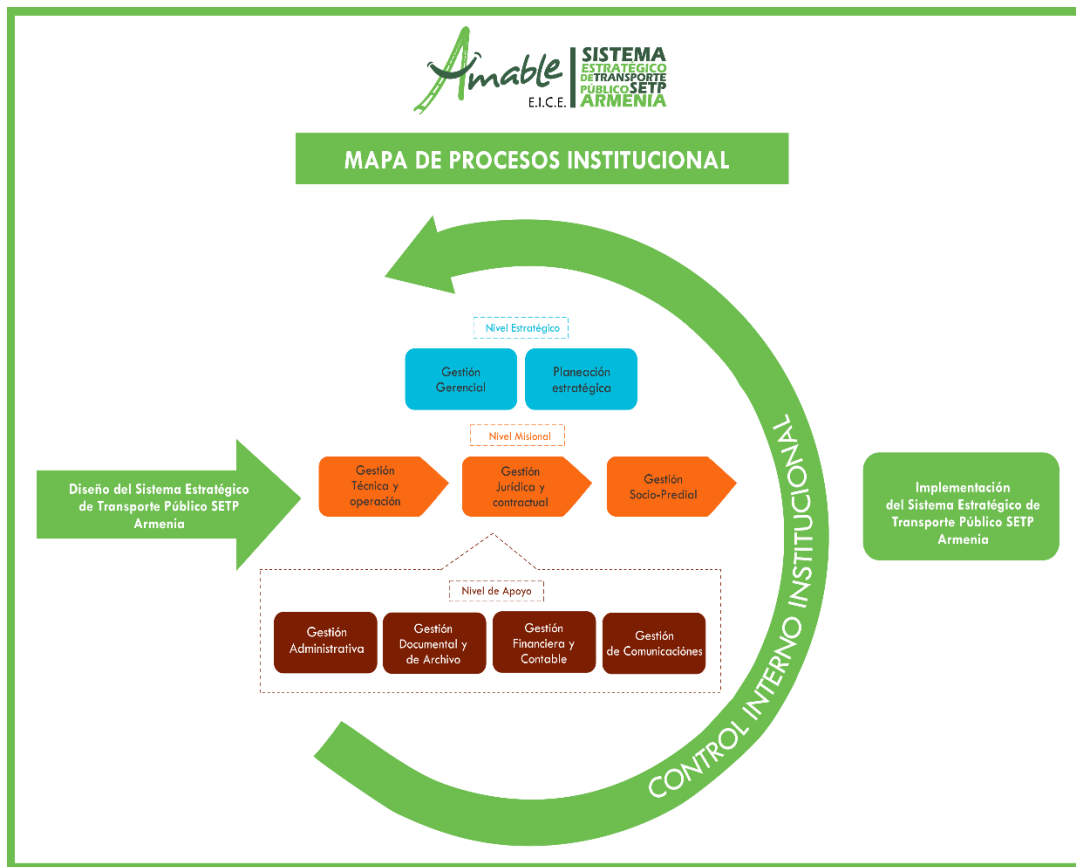 Amable
E.I.C.E.
SISTEMA
ESTRATÉGICO
DE TRANSPORTE
PÚBLICO SETP
ARMENIA
MAPA DE PROCESOS INSTITUCIONAL
Nivel Estratégico
Gestión
Gerencial
Planeación
estratégica
Nivel Misional
Diseño del Sistema Estratégico
de Transporte Público SETP
Armenia
Gestión
Técnica y
operación
Gestión
Jurídica y
contractual
Gestión
Socio-Predial
Implementación
del Sistema Estratégico de
Transporte Público SETP
Armenia
Nivel de Apoyo
Gestión
Administrativa
Gestión
Documental y
de Archivo
Gestión
Financiera y
Contable
Gestión
de Comunicaciónes
CONTROL INTERNO INSTITUCIONAL